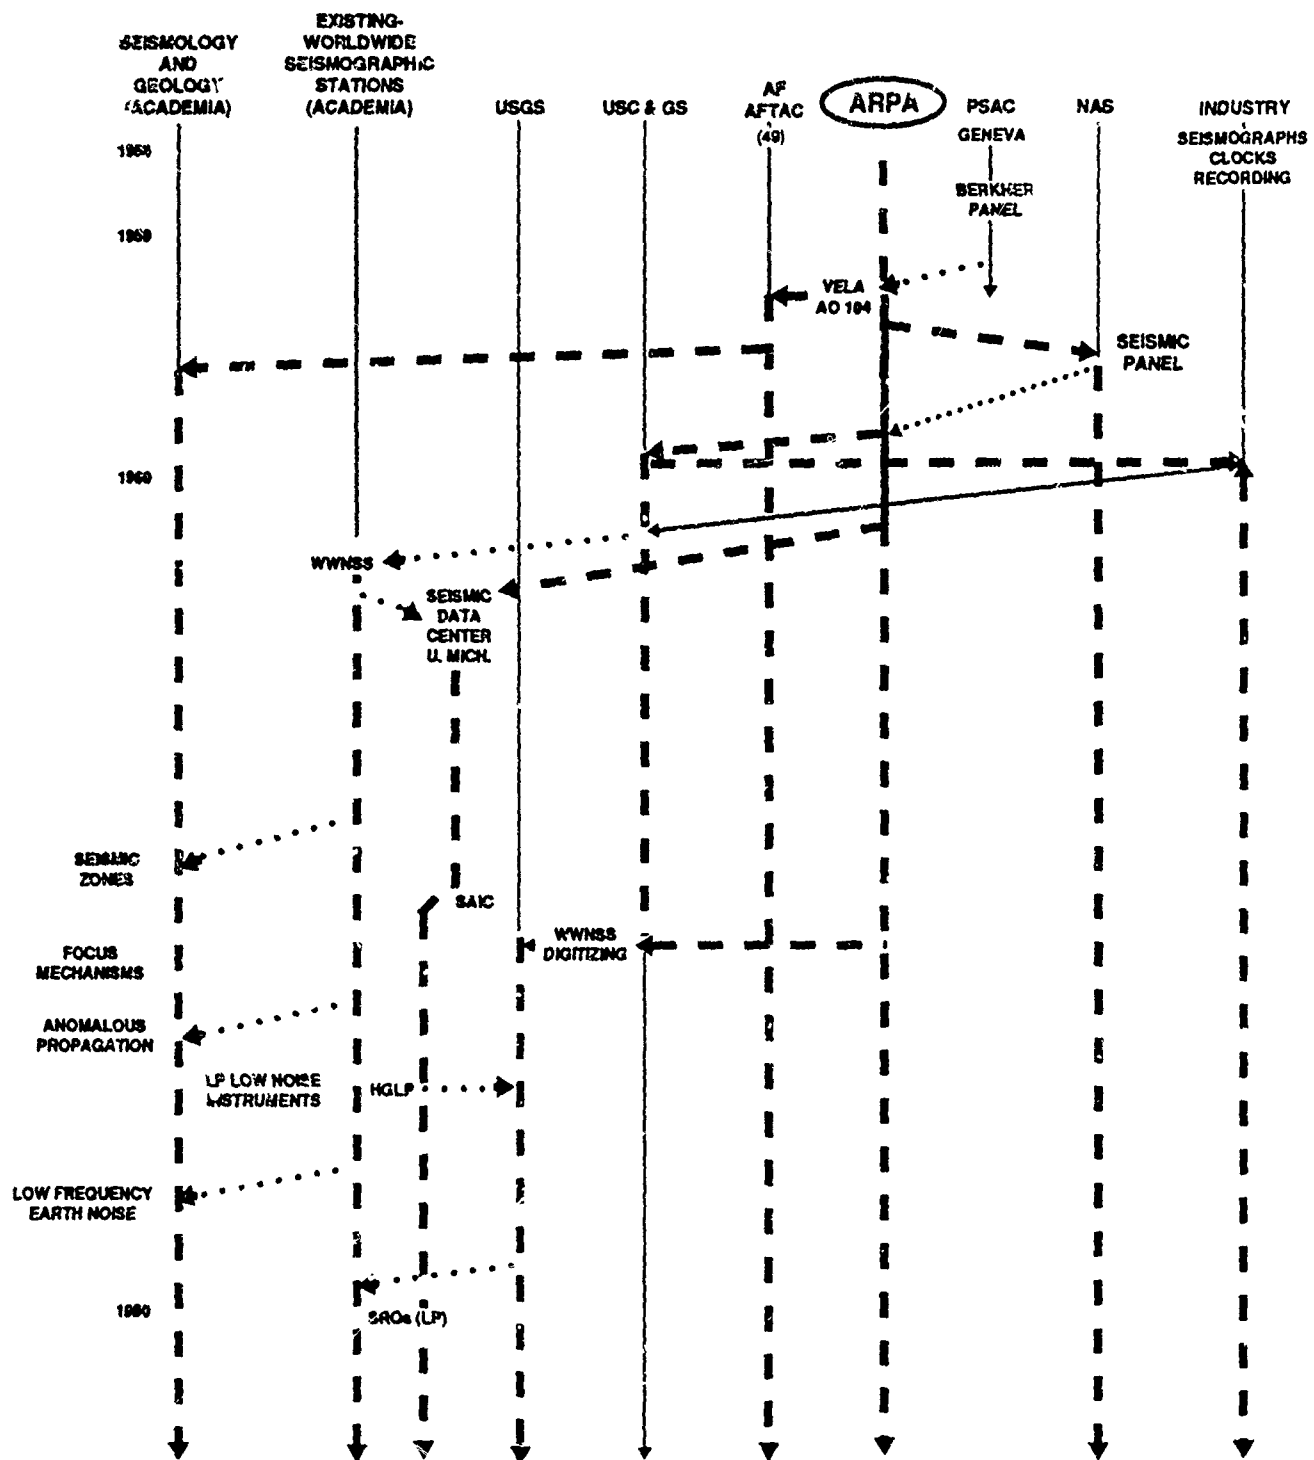 SEISMOLOGY
AND
GEOLOGY
(ACADEMIA)
EXISTING-
WORLDWIDE
SEISMOGRAPHIC
STATIONS
(ACADEMIA)
USGS
USC & GS
AF
AFTAC
(49)
ARPA
PSAC
GENEVA
NAS
INDUSTRY
SEISMOGRAPHS
CLOCKS
RECORDING
BERKNER
PANEL
1959
VELA
AO 104
SEISMIC
PANEL
1960
WWNSS
SEISMIC
DATA
CENTER
U. MICH.
SEISMIC
ZONES
SAIC
WWNSS
DIGITIZING
FOCUS
MECHANISMS
ANOMALOUS
PROPAGATION
LP LOW NOISE
INSTRUMENTS
HGLP
LOW FREQUENCY
EARTH NOISE
SROs (LP)